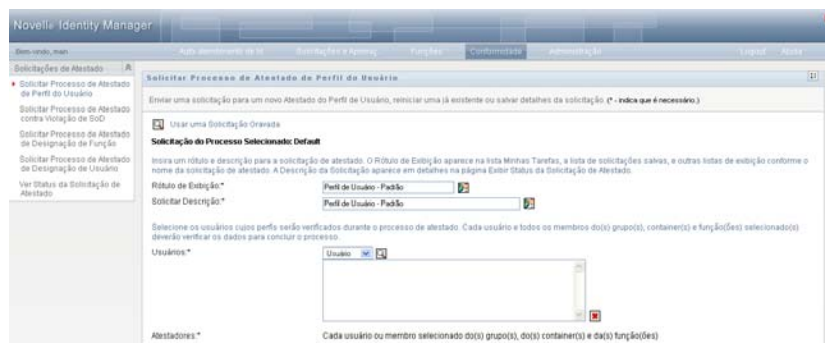 Novell® Identity Manager
Bem-vindo, mari
Auto-atendimento de
Solicitações e Aprovaç
Funções
Conformidade
Administração
Logout
Ajuda
Solicitações de Atestado
Solicitar Processo de Atestado de Perfil do Usuário
Enviar uma solicitação para um novo Atestado do Perfil de Usuário, reiniciar uma já existente ou salvar detalhes da solicitação. (* - indica que é necessário.)
Solicitar Processo de Atestado
de Perfil do Usuário
Solicitar Processo de Atestado
contra Violação de SoD
Solicitar Processo de Atestado
de Designação de Função
Solicitar Processo de Atestado
de Designação de Usuário
Ver Status da Solicitação de
Atestado
Usar uma Solicitação Gravada
Solicitação do Processo Selecionado: Default
Insira um rótulo e descrição para a solicitação de atestado. O Rótulo de Exibição aparece na lista Minhas Tarefas, a lista de solicitações salvas, e outras listas de exibição conforme o
nome da solicitação de atestado. A Descrição da Solicitação aparece em detalhes na página Exibir Status da Solicitação de Atestado.
Rótulo de Exibição:*
Perfil de Usuário - Padrão
Solicitar Descrição:*
Perfil de Usuário - Padrão
Selecione os usuários cujos perfis serão verificados durante o processo de atestado. Cada usuário e todos os membros do(s) grupo(s), container(s) e função(ões) selecionado(s)
deverão verificar os dados para concluir o processo.
Usuários:*
Usuário
Atestadores:*
Cada usuário ou membro selecionado do(s) grupo(s), do(s) container(s) e da(s) função(ões)